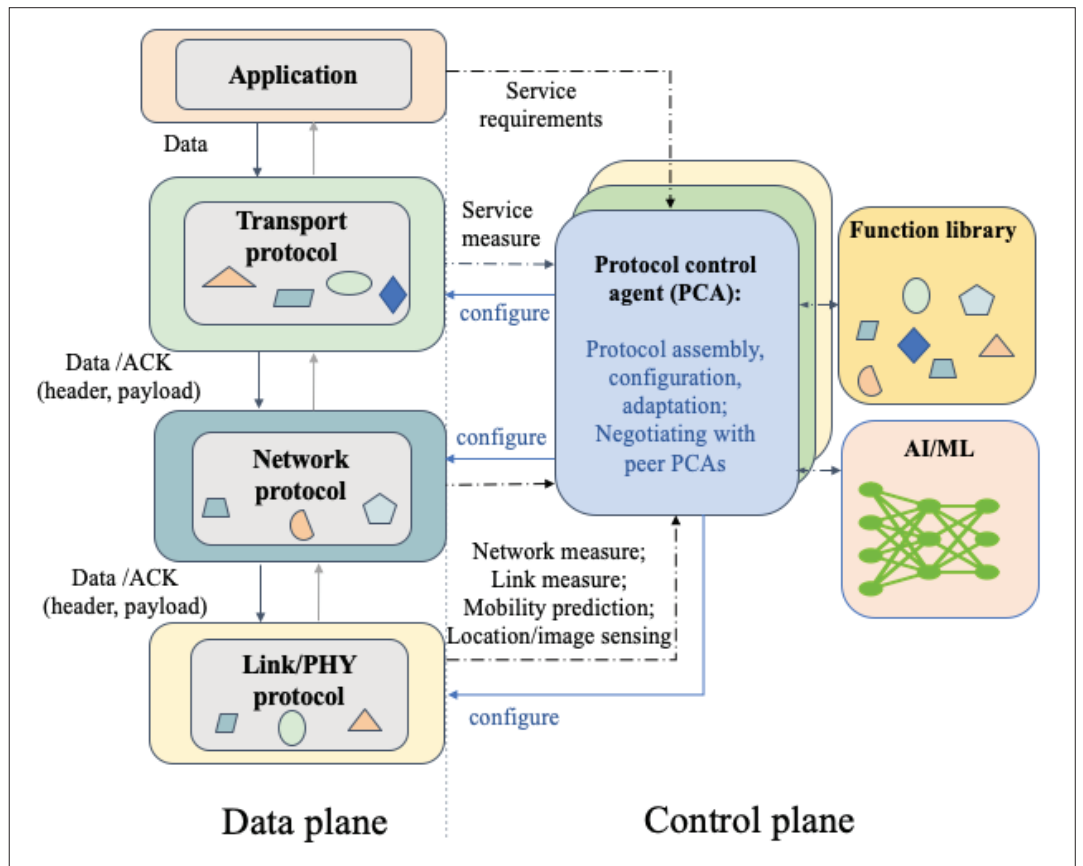 Application
Service
requirements
Data
Transport
protocol
Service
measure
configure
Data /ACK
(header, payload)
Network
protocol
configure
Data /ACK
(header, payload)
Link/PHY
protocol
Protocol control
agent (PCA):
Protocol assembly,
configuration,
adaptation;
Negotiating with
peer PCAs
Function library
AI/ML
Network measure;
Link measure;
Mobility prediction;
Location/image sensing
configure
Data plane
Control plane